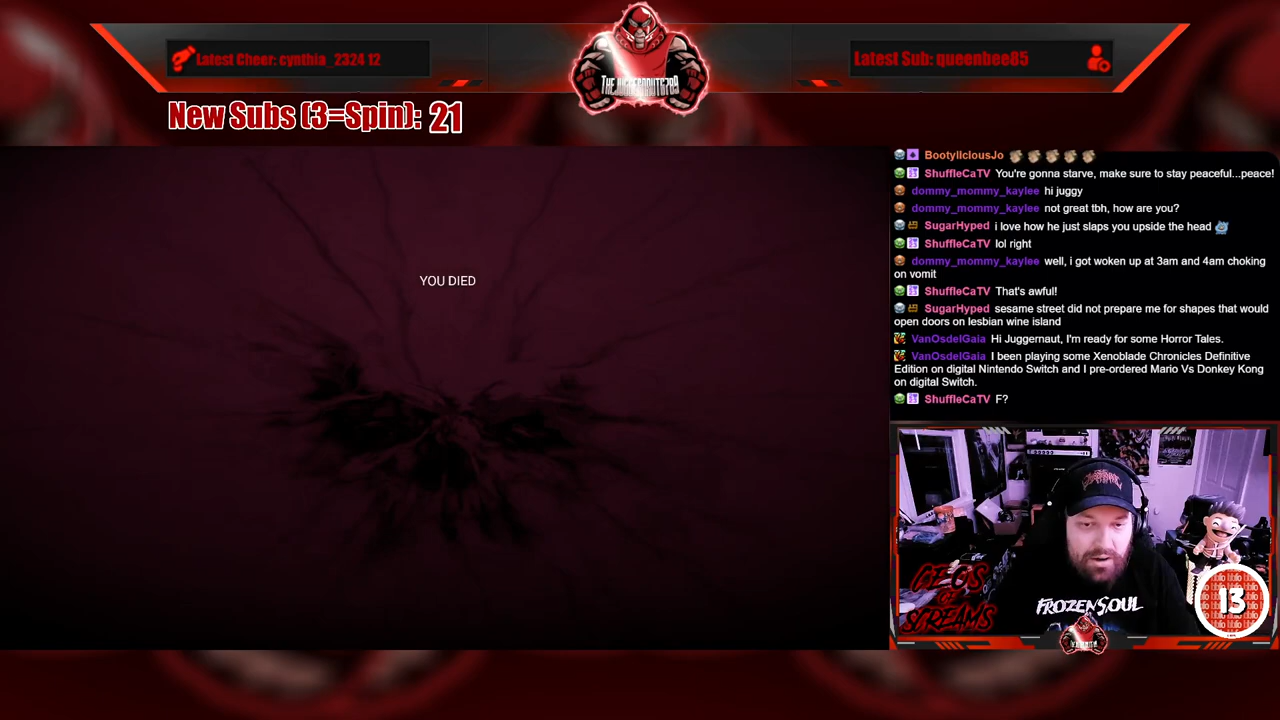 Latest Cheer: cynthia_2324 12
THEJUGGERNAUT6789
Latest Sub: queenbee85
New Subs (3=Spin): 21
YOU DIED
BootyliciousJo
ShuffleCaTV You're gonna starve, make sure to stay peaceful...peace!
dommy_mommy_kaylee hi juggy
dommy_mommy_kaylee not great tbh, how are you?
SugarHyped i love how he just slaps you upside the head
ShuffleCaTV lol right
dommy_mommy_kaylee well, i got woken up at 3am and 4am choking
on vomit
ShuffleCaTV That's awful!
SugarHyped sesame street did not prepare me for shapes that would
open doors on lesbian wine island
VanOsdelGaia Hi Juggernaut, I'm ready for some Horror Tales.
VanOsdelGaia I been playing some Xenoblade Chronicles Definitive
Edition on digital Nintendo Switch and I pre-ordered Mario Vs Donkey Kong
on digital Switch.
ShuffleCaTV F?
OF
SCREAMS
FROZEN SOUL
13